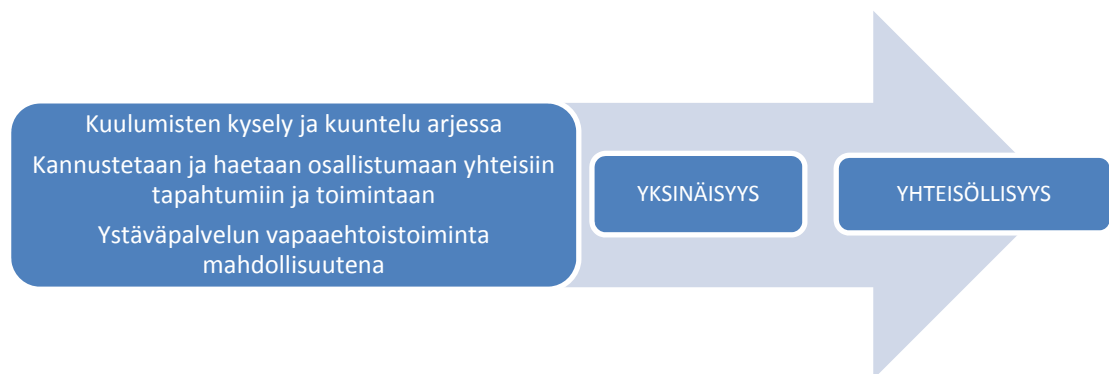 Kuulumisten kysely ja kuuntelu arjessa
Kannustetaan ja haetaan osallistumaan yhteisiin
tapahtumiin ja toimintaan
Ystäväpalvelun vapaaehtoistoiminta
mahdollisuutena
YKSINÄISYYS
YHTEISÖLLISYYS